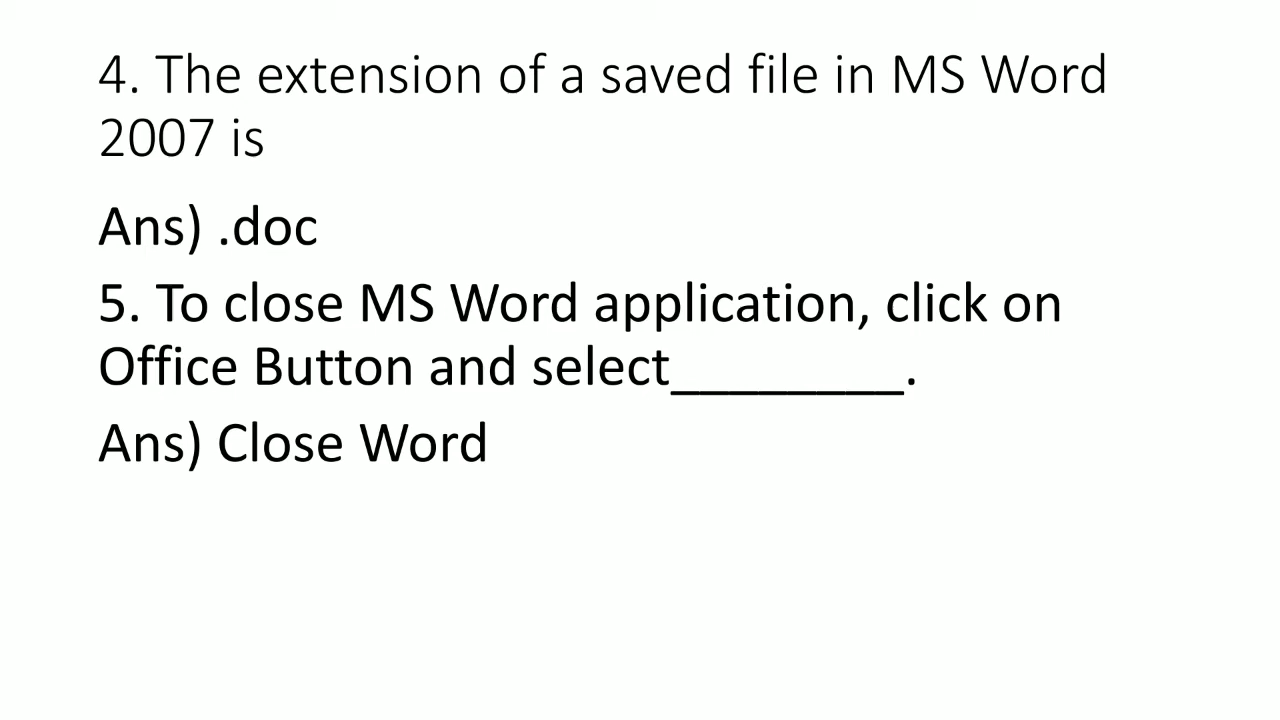 4. The extension of a saved file in MS Word
2007 is
Ans) .doc
5. To close MS Word application, click on
Office Button and select________.
Ans) Close Word